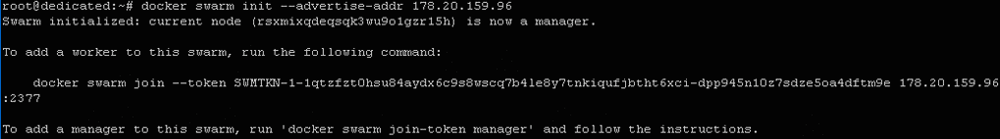 root@dedicated:~# docker swarm init --advertise-addr 178.20.159.96
Swarm initialized: current node (rsxmixqdeqsqk3wu9o1gzr15h) is now a manager.
To add a worker to this swarm, run the following command:
docker swarm join --token SWMTKN-1-1qtzfzt0hsu84aydx6c9s8wscq7b4le8y7tnkiqufjbtht6xci-dpp945n10z7sdze5oa4dftm9e 178.20.159.96
:2377
To add a manager to this swarm, run 'docker swarm join-token manager' and follow the instructions.